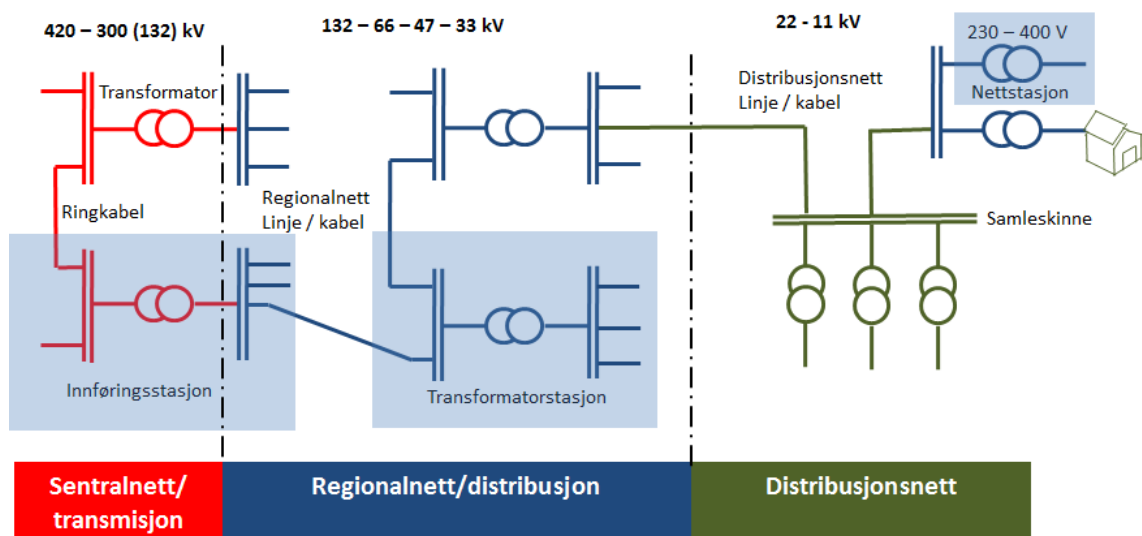 420 – 300 (132) kV
132 – 66 – 47 – 33 kV
22 - 11 kV
230 – 400 V
Transformator
Distribusjonsnett
Linje / kabel
Nettstasjon
Ringkabel
Regionalnett
Linje / kabel
Samleskinne
Innføringsstasjon
Transformatorstasjon
Sentralnett/
transmisjon
Regionalnett/distribusjon
Distribusjonsnett